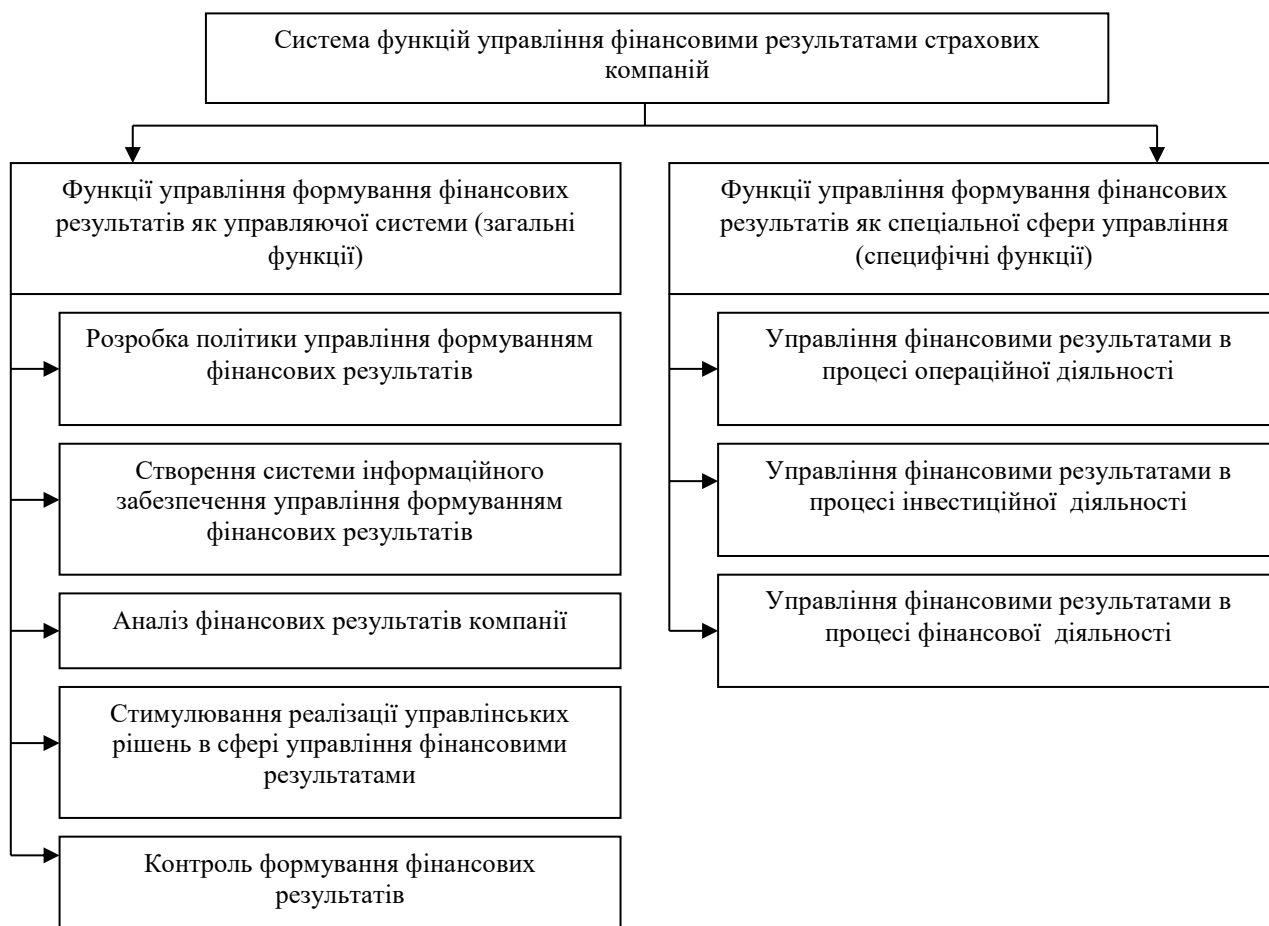 Система функцій управління фінансовими результатами страхових
компаній
Функції управління формування фінансових
результатів як управляючої системи (загальні
функції)
Розробка політики управління формуванням
фінансових результатів
Створення системи інформаційного
забезпечення управління формуванням
фінансових результатів
Аналіз фінансових результатів компанії
Стимулювання реалізації управлінських
рішень в сфері управління фінансовими
результатами
Контроль формування фінансових
результатів
Функції управління формування фінансових
результатів як спеціальної сфери управління
(специфічні функції)
Управління фінансовими результатами в
процесі операційної діяльності
Управління фінансовими результатами в
процесі інвестиційної діяльності
Управління фінансовими результатами в
процесі фінансової діяльності